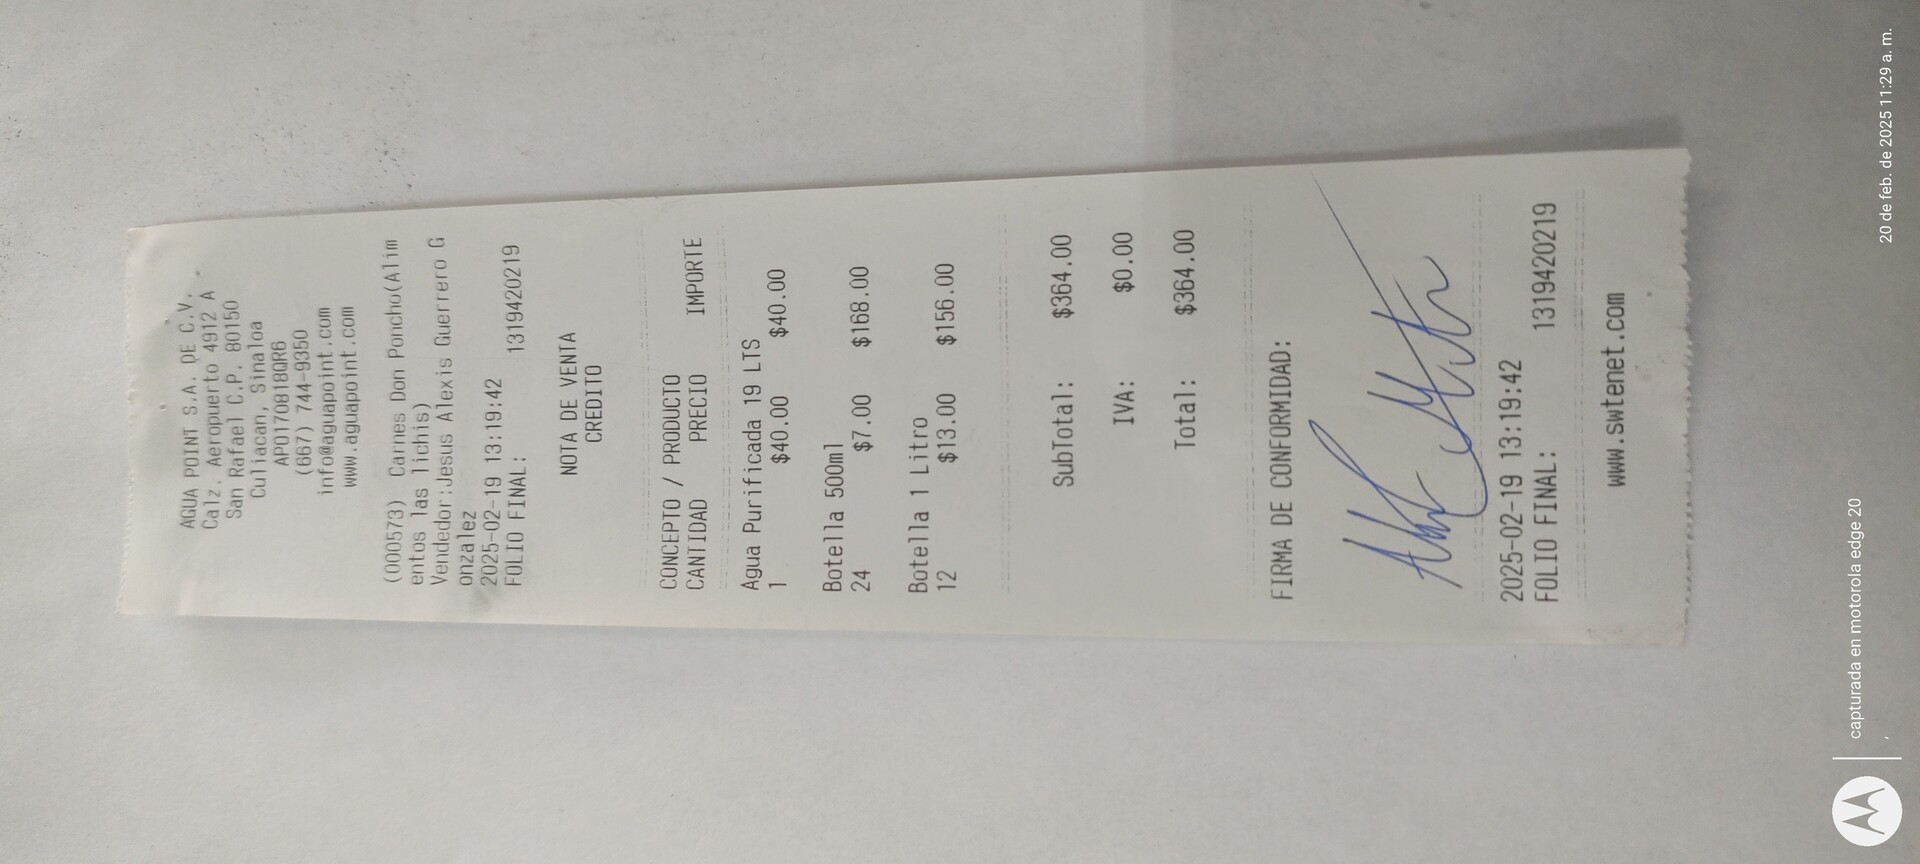 AGUA POINT S.A. DE C.V.
Calz. Aeropuerto 4912 A
San Rafael C.P. 80150
Culiacan, Sinaloa
APO170818QR6
(667) 744-9350
info@aguapoint.com
www.aguapoint.com
(000573) Carnes Don Poncho(Alim
entos las lichis)
Vendedor:Jesus Alexis Guerrero G
onzalez
2025-02-19 13:19:42
FOLIO FINAL: 1319420219
NOTA DE VENTA
CREDITO
CONCEPTO / PRODUCTO
CANTIDAD PRECIO IMPORTE
Agua Purificada 19 LTS
1 $40.00 $40.00
Botella 500ml
24 $7.00 $168.00
Botella 1 Litro
12 $13.00 $156.00
SubTotal: $364.00
IVA: $0.00
Total: $364.00
FIRMA DE CONFORMIDAD:
2025-02-19 13:19:42
FOLIO FINAL: 1319420219
www.swtenet.com
capturada en motorola edge 20
,
20 de feb. de 2025 11:29 a. m.